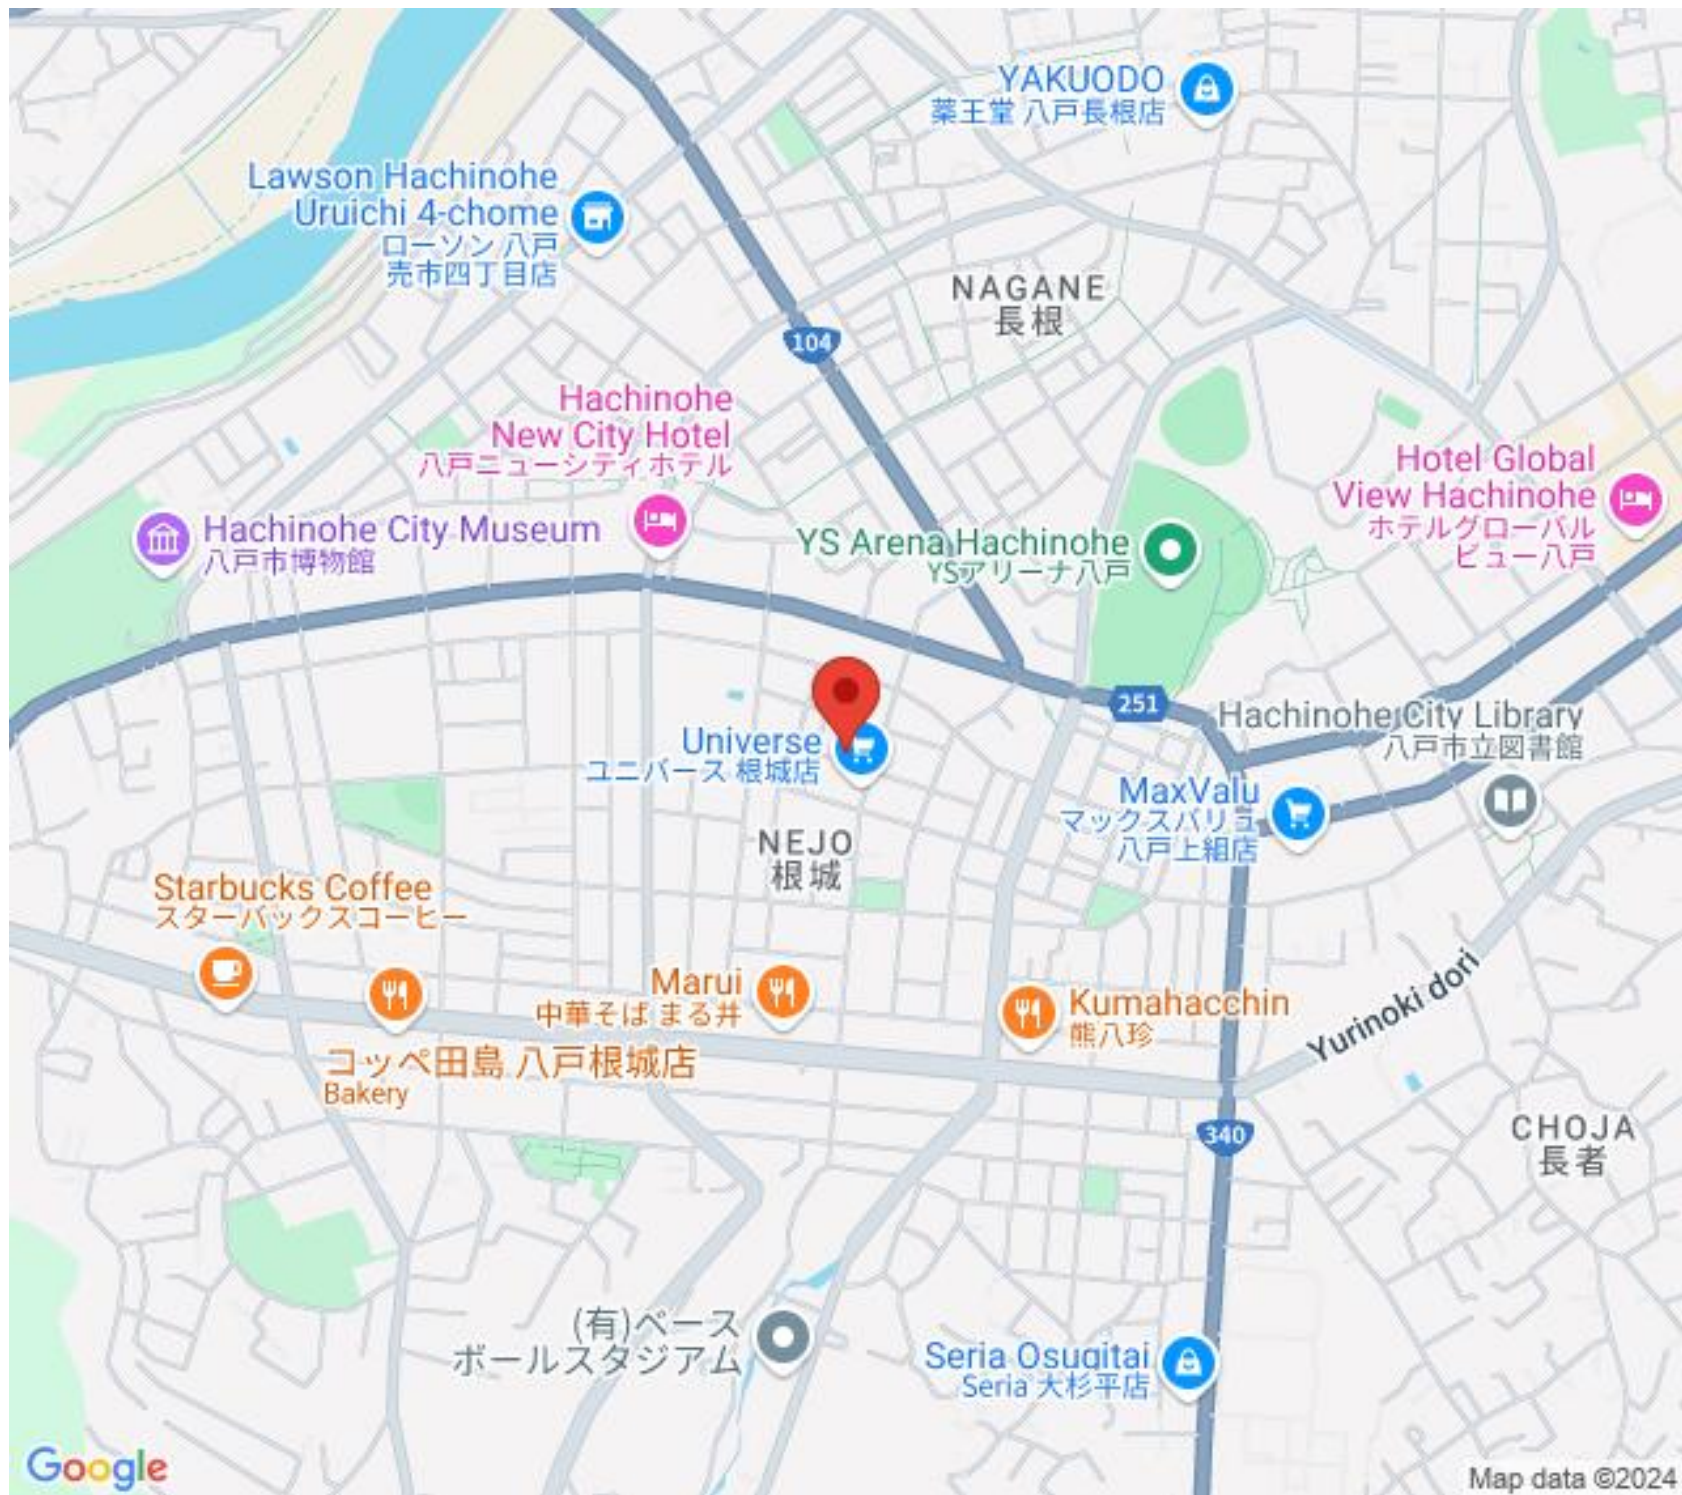 YAKUODO
薬王堂 八戸長根店
Lawson Hachinohe
Uruichi 4-chome
ローソン 八戸
売市四丁目店
NAGANE
長根
104
Hachinohe
New City Hotel
八戸ニューシティホテル
Hotel Global
View Hachinohe
ホテルグローバル
ビュー八戸
Hachinohe City Museum
八戸市博物館
YS Arena Hachinohe
YSアリーナ八戸
251
Hachinohe City Library
八戸市立図書館
Universe
ユニバース 根城店
MaxValu
マックスバリュ
八戸上組店
NEJO
根城
Starbucks Coffee
スターバックスコーヒー
Marui
中華そば まる井
Kumahacchin
熊八珍
Yurinoki dori
コッペ田島 八戸根城店
Bakery
340
CHOJA
長者
(有)ベース
ボールスタジアム
Seria Osugitai
Seria 大杉平店
Google
Map data ©2024